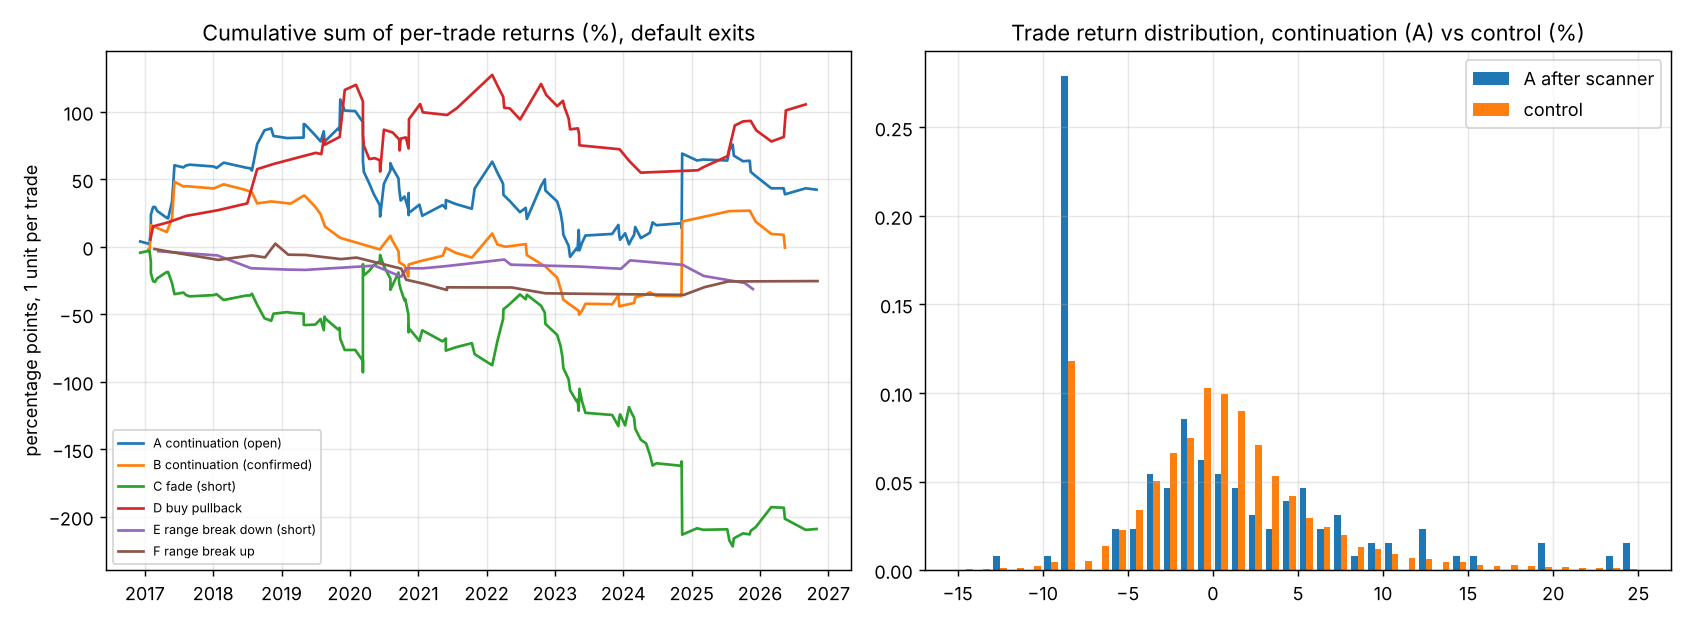 Cumulative sum of per-trade returns (%), default exits
percentage points, 1 unit per trade
100
50
0
−50
−100
−150
−200
A continuation (open)
B continuation (confirmed)
C fade (short)
D buy pullback
E range break down (short)
F range break up
2017 2018 2019 2020 2021 2022 2023 2024 2025 2026 2027
Trade return distribution, continuation (A) vs control (%)
A after scanner
control
0.25
0.20
0.15
0.10
0.05
0.00
−15 −10 −5 0 5 10 15 20 25